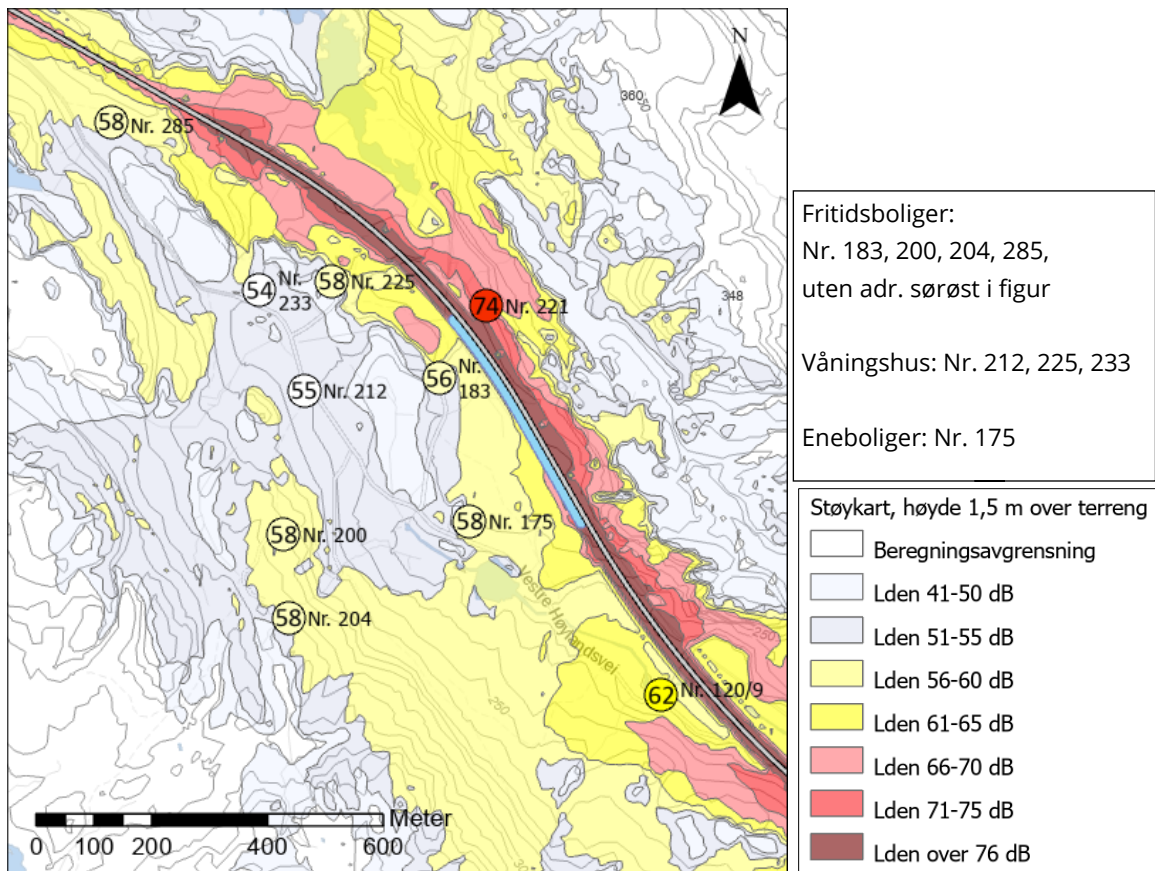 N
360
58 Nr. 285
348
54 Nr.
233
58 Nr. 225
74 Nr. 221
56 Nr.
183
55 Nr. 212
58 Nr. 175
58 Nr. 200
58 Nr. 204
Vestre Høylandsvei
250
250
62 Nr. 120/9
Meter
0 100 200 400 600
Fritidsboliger:
Nr. 183, 200, 204, 285,
uten adr. sørøst i figur
Våningshus: Nr. 212, 225, 233
Eneboliger: Nr. 175
Støykart, høyde 1,5 m over terreng
Beregningsavgrensning
Lden 41-50 dB
Lden 51-55 dB
Lden 56-60 dB
Lden 61-65 dB
Lden 66-70 dB
Lden 71-75 dB
Lden over 76 dB